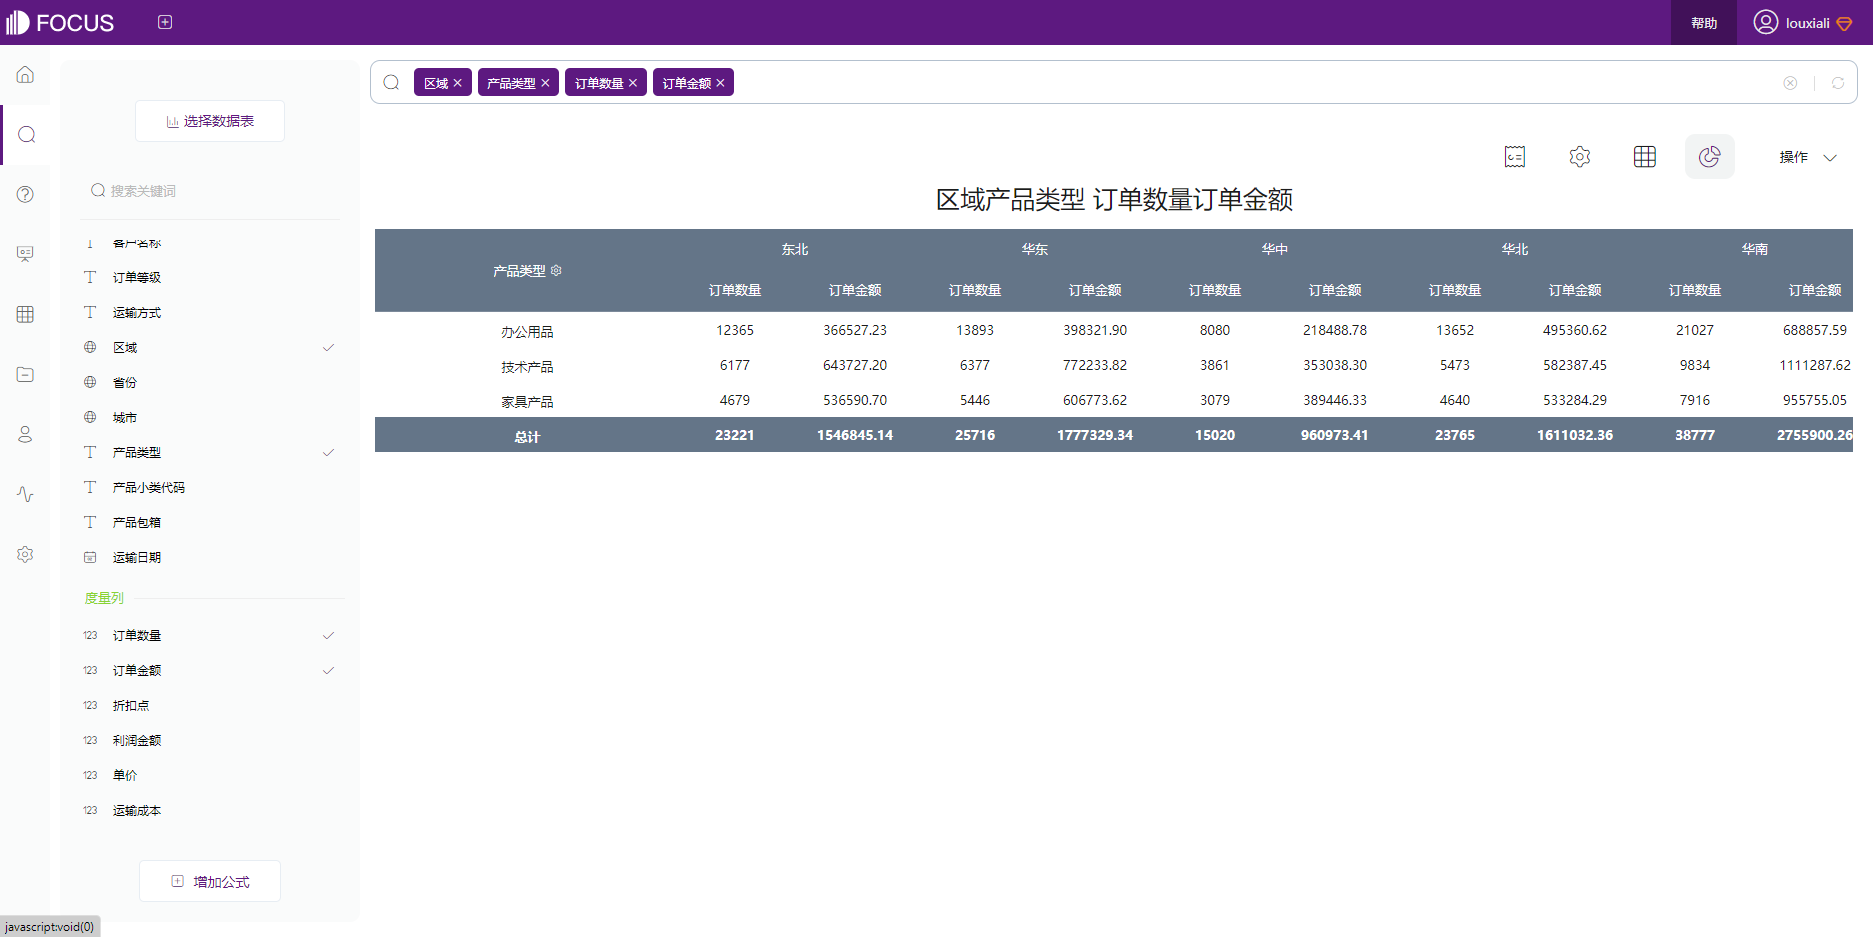 FOCUS
帮助
louxiali
区域
产品类型
订单数量
订单金额
选择数据表
搜索关键词
客户名称
订单等级
运输方式
区域
省份
城市
产品类型
产品小类代码
产品包箱
运输日期
度量列
123 订单数量
123 订单金额
123 折扣点
123 利润金额
123 单价
123 运输成本
增加公式
操作
区域产品类型 订单数量订单金额
产品类型 东北 华东 华中 华北 华南
订单数量 订单金额 订单数量 订单金额 订单数量 订单金额 订单数量 订单金额 订单数量 订单金额
办公用品 12365 366527.23 13893 398321.90 8080 218488.78 13652 495360.62 21027 688857.59
技术产品 6177 643727.20 6377 772233.82 3861 353038.30 5473 582387.45 9834 1111287.62
家具产品 4679 536590.70 5446 606773.62 3079 389446.33 4640 533284.29 7916 955755.05
总计 23221 1546845.14 25716 1777329.34 15020 960973.41 23765 1611032.36 38777 2755900.26
javascript:void(0)